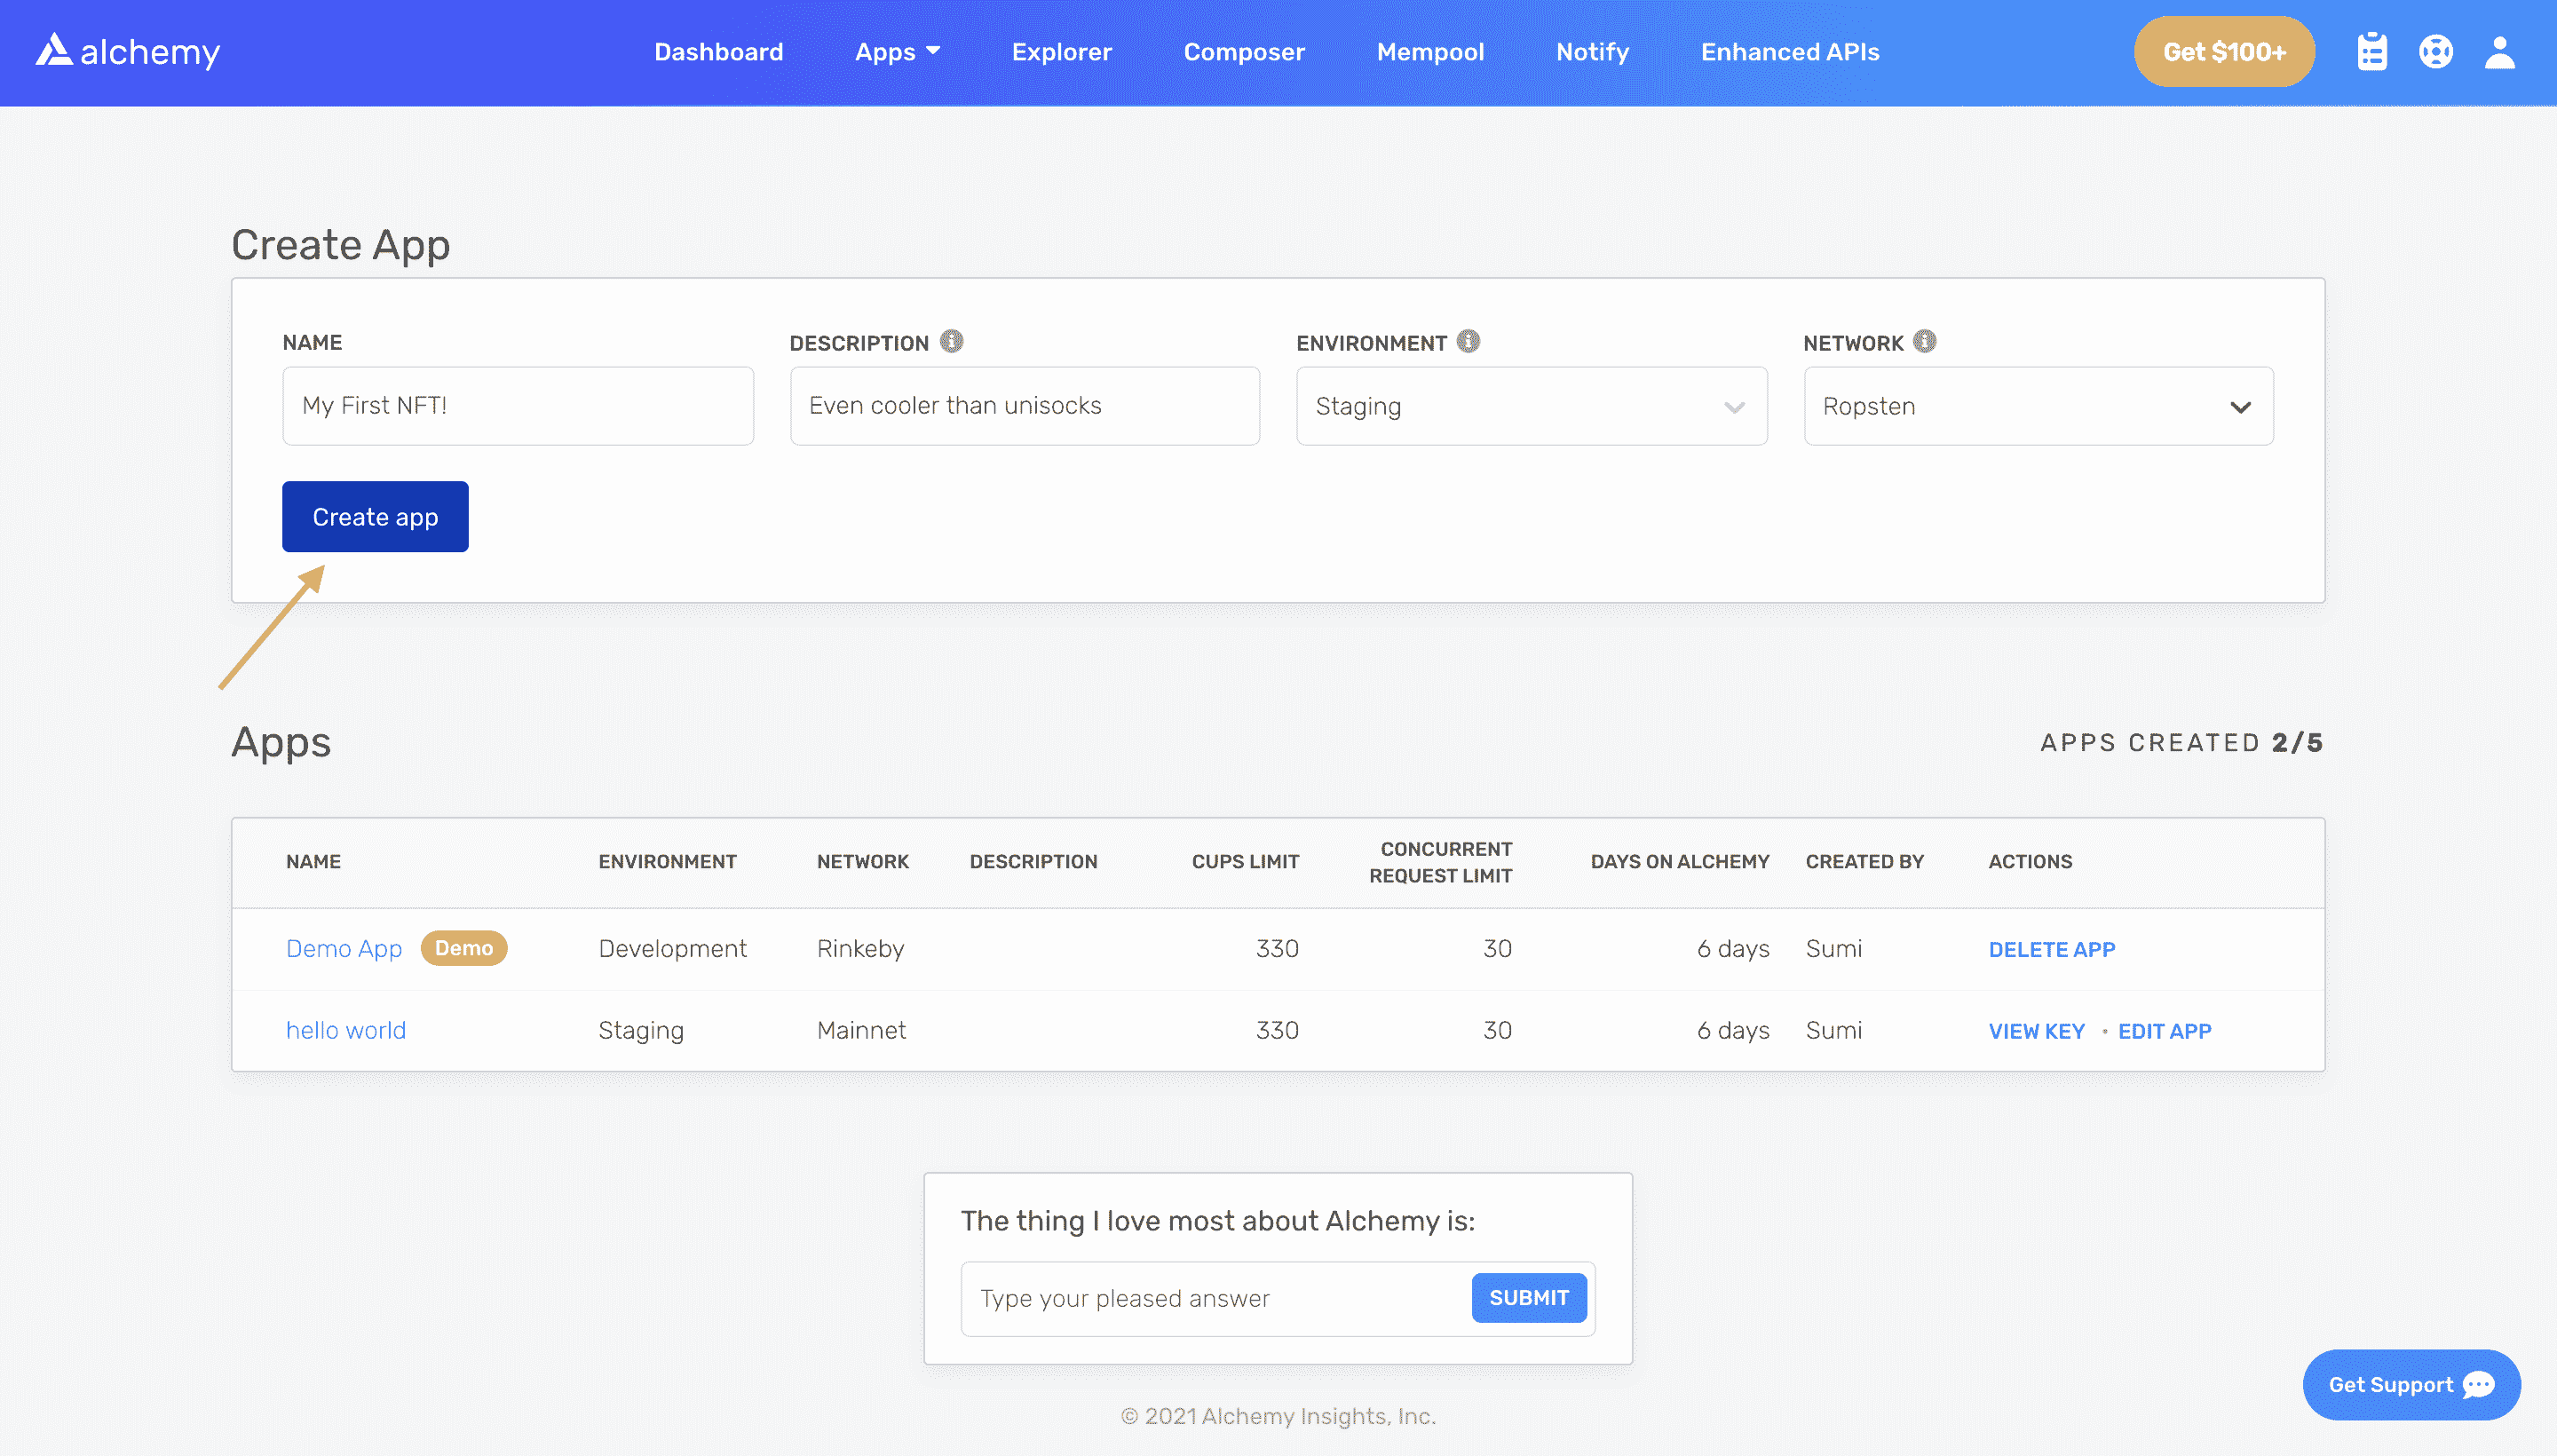 alchemy
Dashboard Apps Explorer Composer Mempool Notify Enhanced APIs Get $100+
Create App
NAME DESCRIPTION ENVIRONMENT NETWORK
My First NFT! Even cooler than unisocks Staging Ropsten
Create app
Apps APPS CREATED 2/5
NAME ENVIRONMENT NETWORK DESCRIPTION CUPS LIMIT CONCURRENT REQUEST LIMIT DAYS ON ALCHEMY CREATED BY ACTIONS
Demo App Demo Development Rinkeby 330 30 6 days Sumi DELETE APP
hello world Staging Mainnet 330 30 6 days Sumi VIEW KEY • EDIT APP
The thing I love most about Alchemy is:
Type your pleased answer SUBMIT
Get Support
© 2021 Alchemy Insights, Inc.